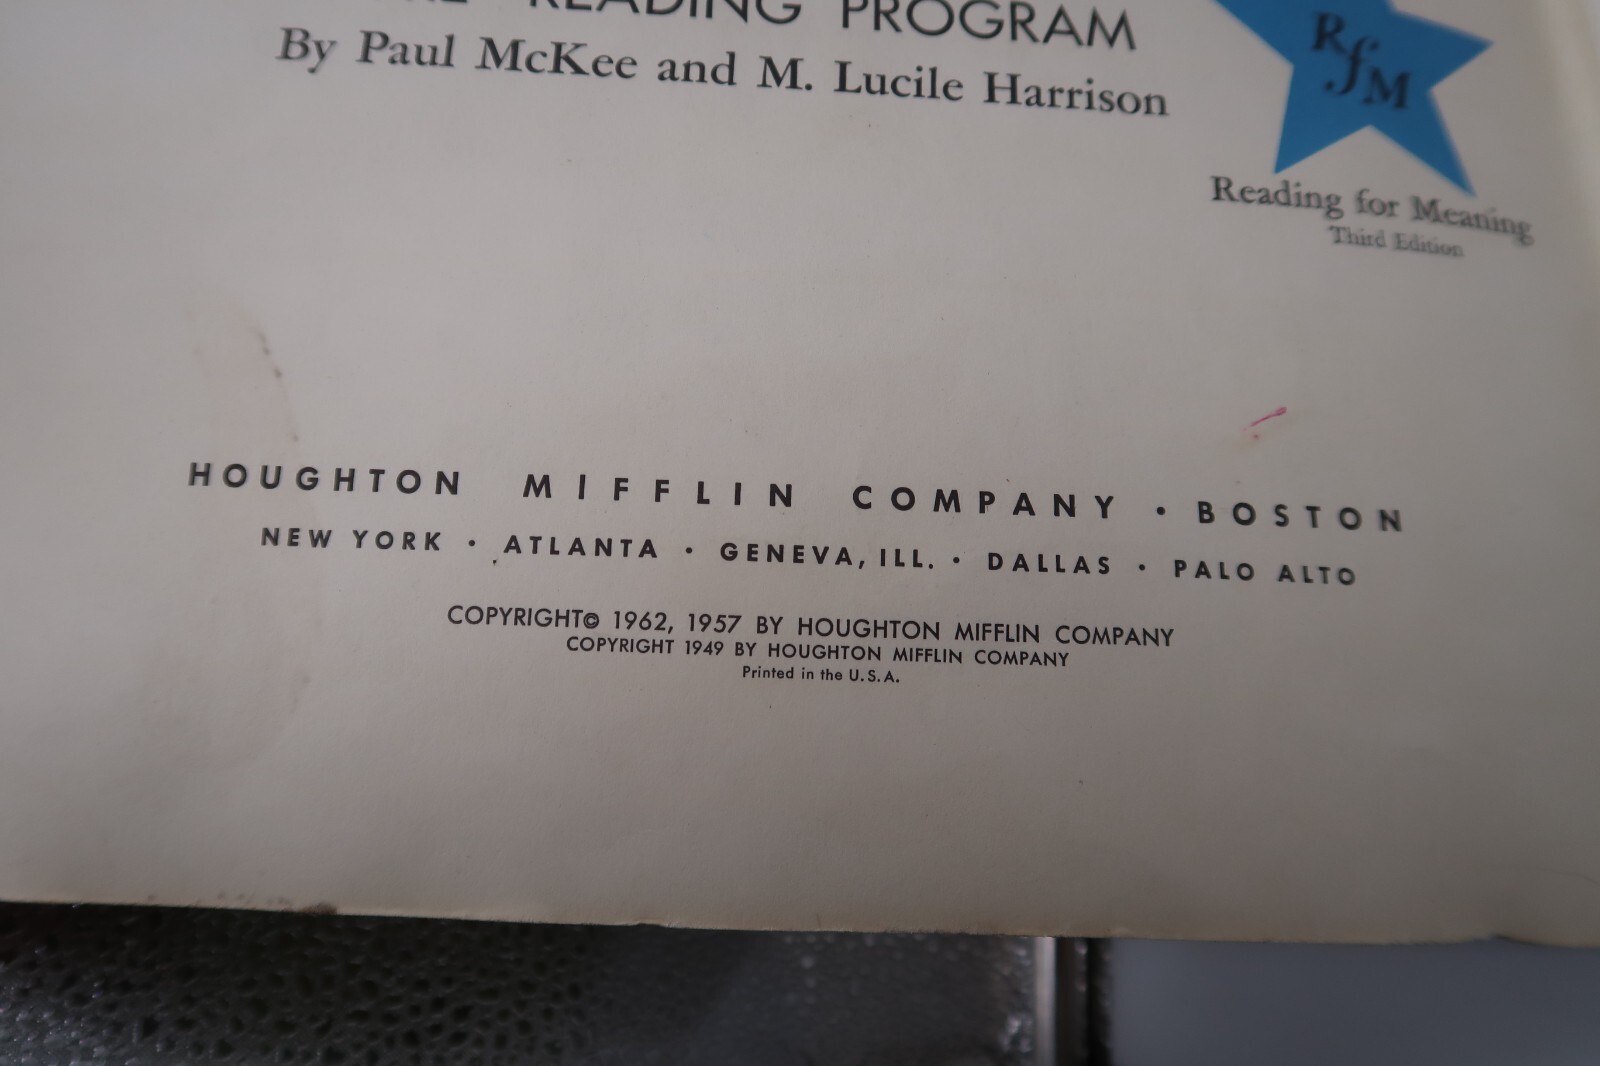 READING PROGRAM
By Paul McKee and M. Lucile Harrison
RfM
Reading for Meaning
Third Edition
HOUGHTON MIFFLIN COMPANY • BOSTON
NEW YORK • ATLANTA • GENEVA, ILL. • DALLAS • PALO ALTO
COPYRIGHT© 1962, 1957 BY HOUGHTON MIFFLIN COMPANY
COPYRIGHT 1949 BY HOUGHTON MIFFLIN COMPANY
Printed in the U.S.A.